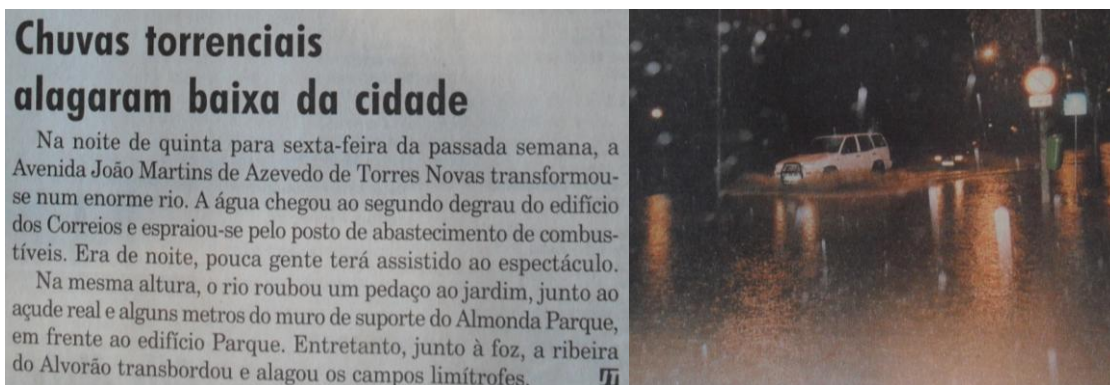 Chuvas torrenciais
alagaram baixa da cidade
Na noite de quinta para sexta-feira da passada semana, a
Avenida João Martins de Azevedo de Torres Novas transformou-
se num enorme rio. A água chegou ao segundo degrau do edifício
dos Correios e espraiou-se pelo posto de abastecimento de combus-
tíveis. Era de noite, pouca gente terá assistido ao espectáculo.
Na mesma altura, o rio roubou um pedaço ao jardim, junto ao
açude real e alguns metros do muro de suporte do Almonda Parque,
em frente ao edifício Parque. Entretanto, junto à foz, a ribeira
do Alvorão transbordou e alagou os campos limítrofes.